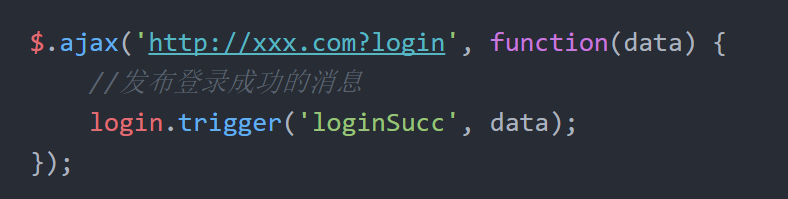 $.ajax('http://xxx.com?login', function(data) {
    //发布登录成功的消息
    login.trigger('loginSucc', data);
});